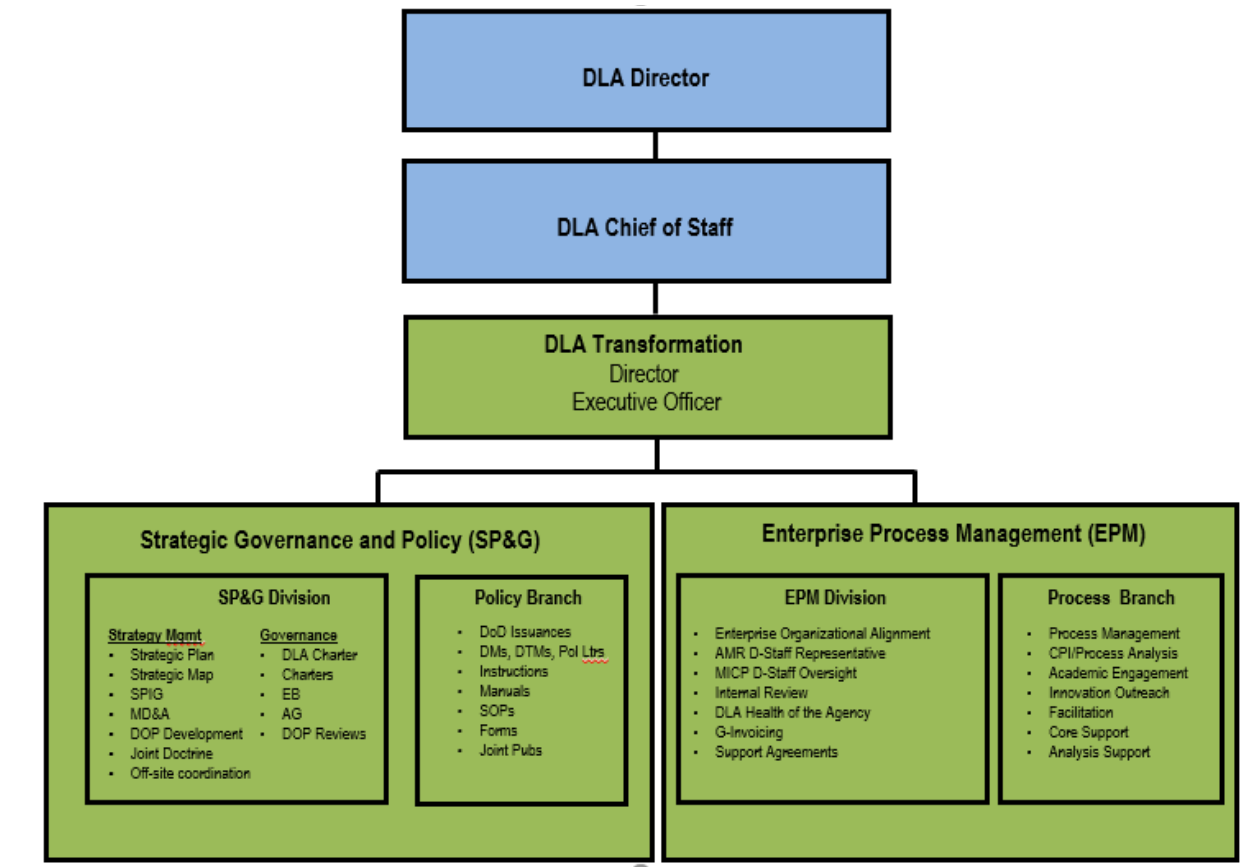 DLA Director
DLA Chief of Staff
DLA Transformation
Director
Executive Officer
Strategic Governance and Policy (SP&G)
SP&G Division
Strategy Mgmt
▪ Strategic Plan
▪ Strategic Map
▪ SPIG
▪ MD&A
▪ DOP Development
▪ Joint Doctrine
▪ Off-site coordination
Governance
▪ DLA Charter
▪ Charters
▪ EB
▪ AG
▪ DOP Reviews
Policy Branch
▪ DoD Issuances
▪ DMs, DTMs, Pol Ltrs
▪ Instructions
▪ Manuals
▪ SOPs
▪ Forms
▪ Joint Pubs
Enterprise Process Management (EPM)
EPM Division
▪ Enterprise Organizational Alignment
▪ AMR D-Staff Representative
▪ MICP D-Staff Oversight
▪ Internal Review
▪ DLA Health of the Agency
▪ G-Invoicing
▪ Support Agreements
Process Branch
▪ Process Management
▪ CPI/Process Analysis
▪ Academic Engagement
▪ Innovation Outreach
▪ Facilitation
▪ Core Support
▪ Analysis Support